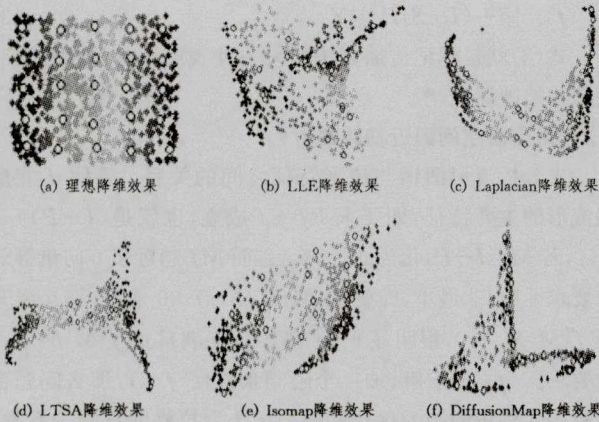 (a) 理想降维效果
(b) LLE降维效果
(c) Laplacian降维效果
(d) LTSA降维效果
(e) Isomap降维效果
(f) DiffusionMap降维效果